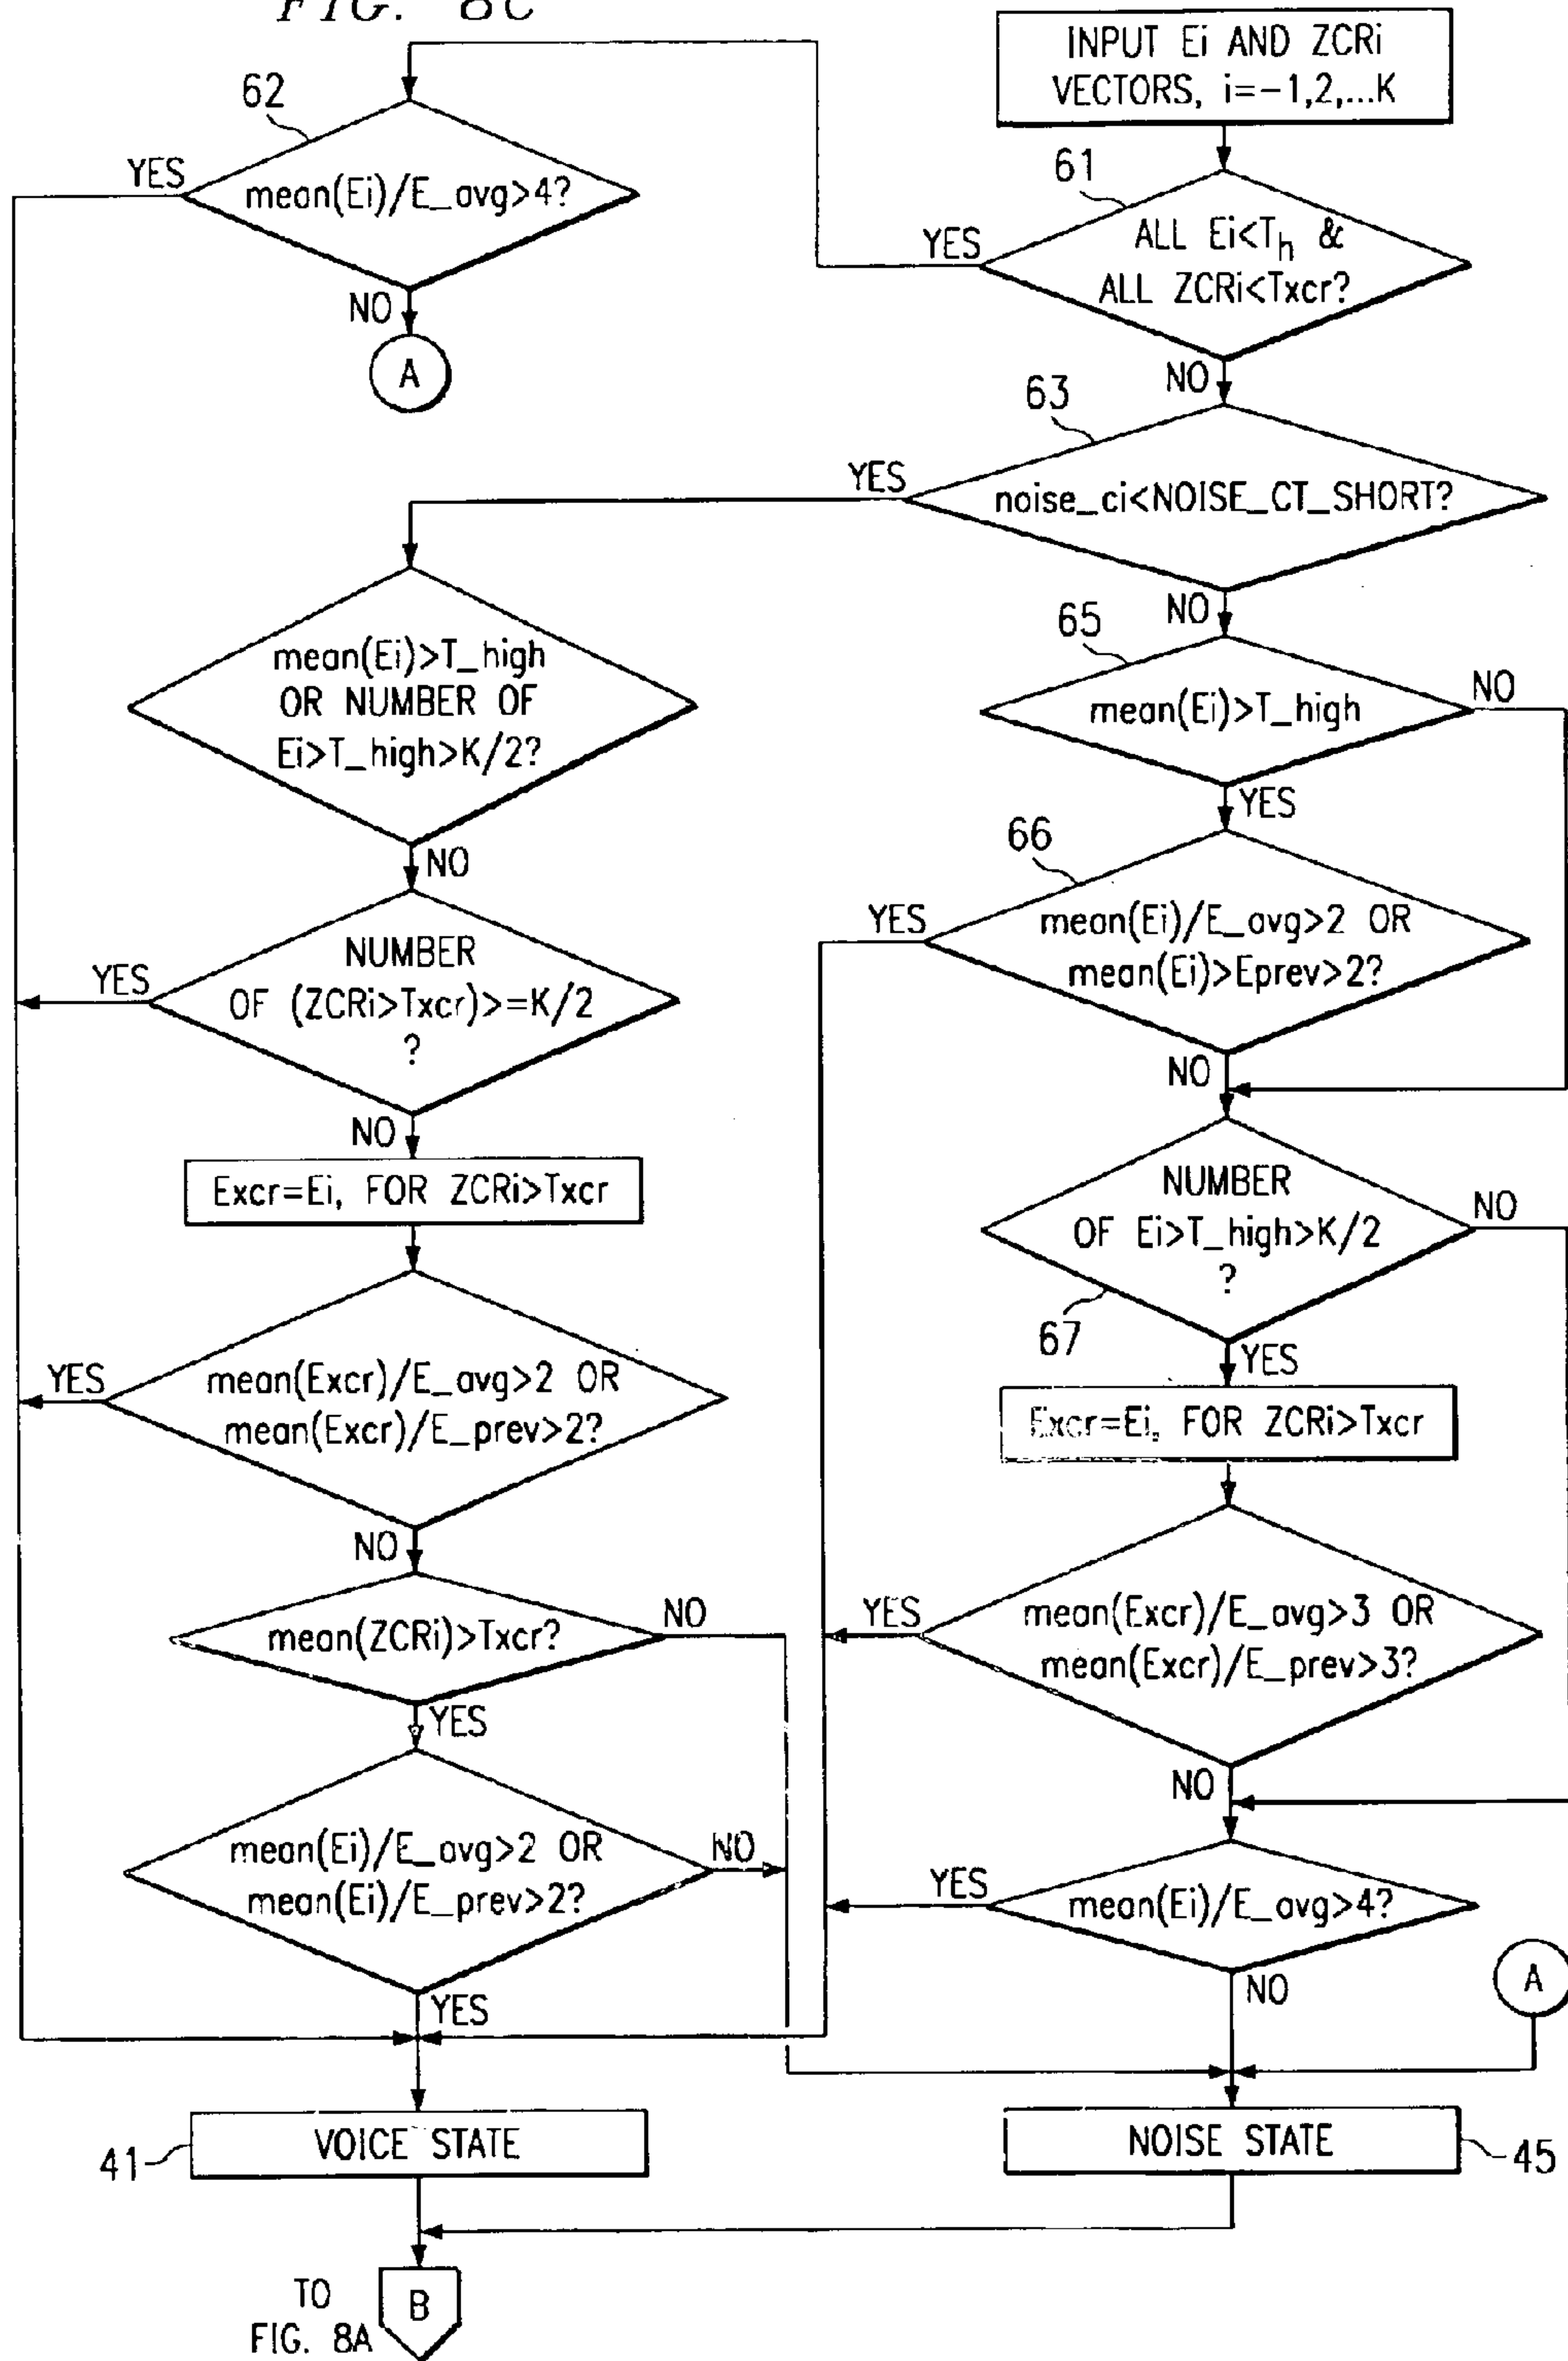 FIG. 8C
INPUT Ei AND ZCRi
VECTORS, i=-1,2,...K
62
YES
mean(Ei)/E_avg>4?
NO
A
61
YES
ALL Ei<Th &
ALL ZCRi<Txcr?
NO
63
YES
noise_ci<NOISE_CT_SHORT?
NO
mean(Ei)>T_high
OR NUMBER OF
Ei>T_high>K/2?
NO
65
mean(Ei)>T_high
NO
YES
66
YES
mean(Ei)/E_avg>2 OR
mean(Ei)>Eprev>2?
NO
YES
NUMBER
OF (ZCRi>Txcr)>=K/2
?
NO
Excr=Ei, FOR ZCRi>Txcr
NUMBER
OF Ei>T_high>K/2
?
NO
67
YES
Excr=Ei, FOR ZCRi>Txcr
YES
mean(Excr)/E_avg>2 OR
mean(Excr)/E_prev>2?
NO
YES
mean(Excr)/E_avg>3 OR
mean(Excr)/E_prev>3?
NO
mean(ZCRi)>Txcr?
NO
YES
mean(Ei)/E_avg>2 OR
mean(Ei)/E_prev>2?
NO
YES
YES
mean(Ei)/E_avg>4?
NO
A
41
VOICE STATE
NOISE STATE
45
TO
FIG. 8A
B